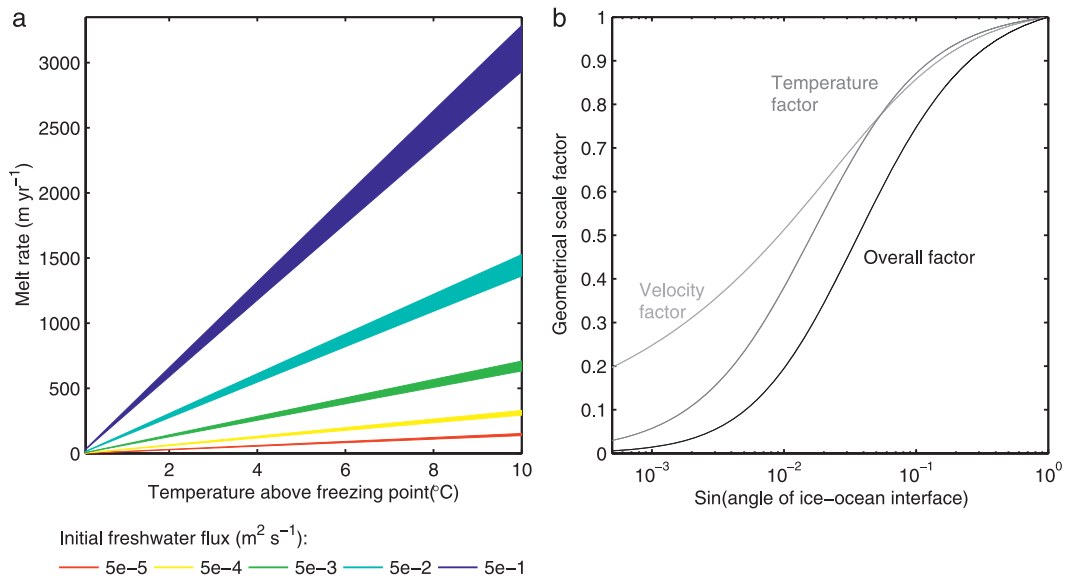 a
3000
2500
2000
1500
1000
500
0
Melt rate (m yr⁻¹)
2
4
6
8
10
Temperature above freezing point(°C)
Initial freshwater flux (m² s⁻¹):
5e−5
5e−4
5e−3
5e−2
5e−1
b
1
0.9
0.8
0.7
0.6
0.5
0.4
0.3
0.2
0.1
0
Geometrical scale factor
Temperature
factor
Velocity
factor
Overall factor
10⁻³
10⁻²
10⁻¹
10⁰
Sin(angle of ice−ocean interface)